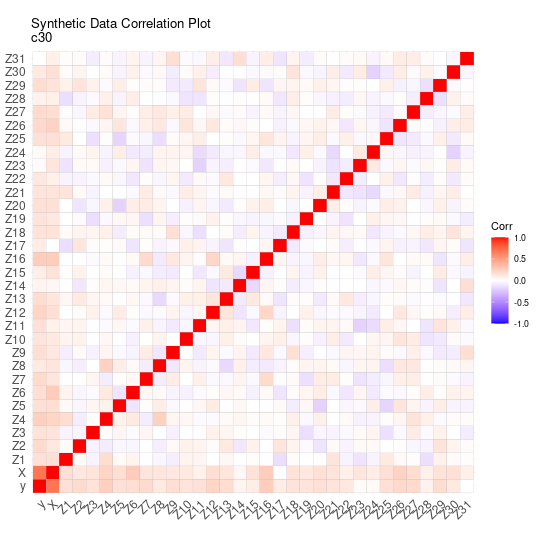 Synthetic Data Correlation Plot
c30
Z31
Z30
Z29
Z28
Z27
Z26
Z25
Z24
Z23
Z22
Z21
Z20
Z19
Z18
Z17
Z16
Z15
Z14
Z13
Z12
Z11
Z10
Z9
Z8
Z7
Z6
Z5
Z4
Z3
Z2
Z1
X
y
y X Z1 Z2 Z3 Z4 Z5 Z6 Z7 Z8 Z9 Z10 Z11 Z12 Z13 Z14 Z15 Z16 Z17 Z18 Z19 Z20 Z21 Z22 Z23 Z24 Z25 Z26 Z27 Z28 Z29 Z30 Z31
Corr
1.0
0.5
0.0
-0.5
-1.0